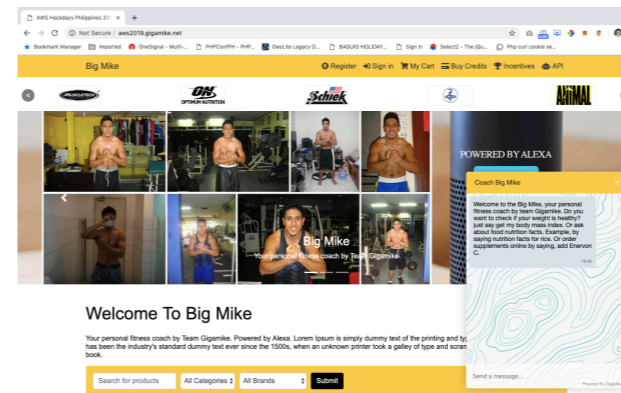 AWS Hackdays Philippines 201
Not Secure | aws2019.gigamike.net
Bookmark Manager Imported OneSignal - Multi-... PHPConfPH - PHP... GeoLite Legacy D... BAGUIO HOLIDAY... Sign In Select2 - The jQu... Php curl cookie se...
Big Mike Register Sign in My Cart Buy Credits Incentives API
MUSCLETECH ON Schiek ANIMAL
OPTIMUM NUTRITION
POWERED BY ALEXA
Coach Big Mike
Welcome to the Big Mike, your personal
fitness coach by team Gigamike. Do you
want to check if your weight is healthy?
just say get my body mass index. Or ask
about food nutrition facts. Example, by
saying nutrition facts for rice. Or order
supplements online by saying, add Enervon
C.
Big Mike
Your personal fitness coach by Team Gigamike
Welcome To Big Mike
Your personal fitness coach by Team Gigamike. Powered by Alexa. Lorem Ipsum is simply dummy text of the printing and ty
has been the industry's standard dummy text ever since the 1500s, when an unknown printer took a galley of type and scran
book.
Search for products All Categories All Brands Submit
Send a message...
Powered By